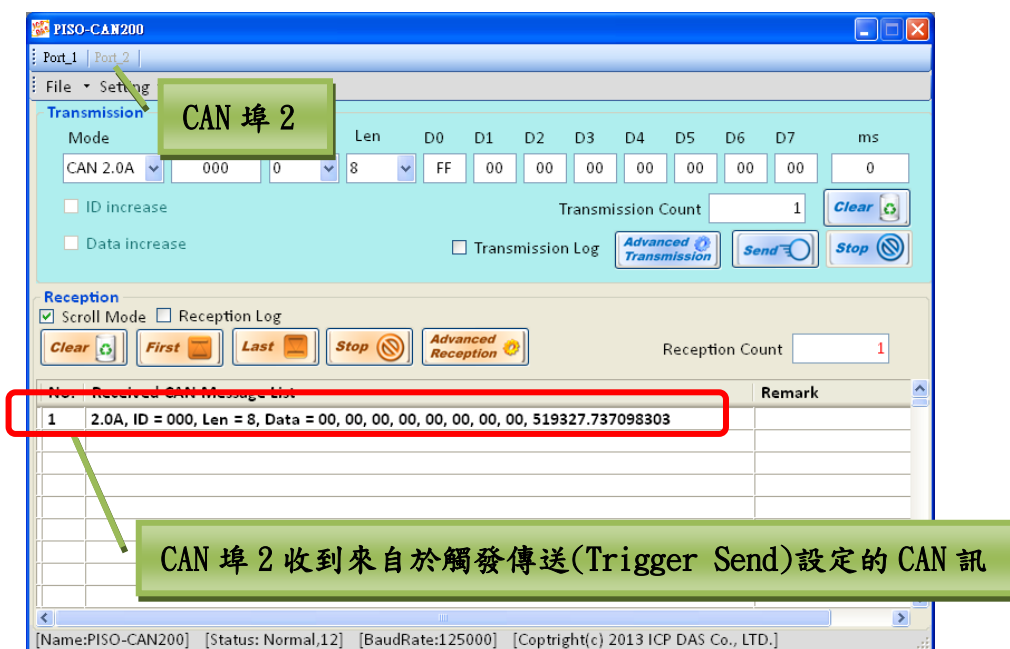 PISO-CAN200
Port_1 Port_2
File Setting
CAN 埠 2
Transmission
Mode Len D0 D1 D2 D3 D4 D5 D6 D7 ms
CAN 2.0A 000 0 8 FF 00 00 00 00 00 00 00 0
ID increase Transmission Count 1 Clear
Data increase Transmission Log Advanced Transmission Send Stop
Reception
Scroll Mode Reception Log
Clear First Last Stop Advanced Reception Reception Count 1
No. Received CAN Message List Remark
1 2.0A, ID = 000, Len = 8, Data = 00, 00, 00, 00, 00, 00, 00, 00, 519327.737098303
CAN 埠 2 收到來自於觸發傳送(Trigger Send)設定的 CAN 訊
[Name:PISO-CAN200] [Status: Normal,12] [BaudRate:125000] [Coptright(c) 2013 ICP DAS Co., LTD.]